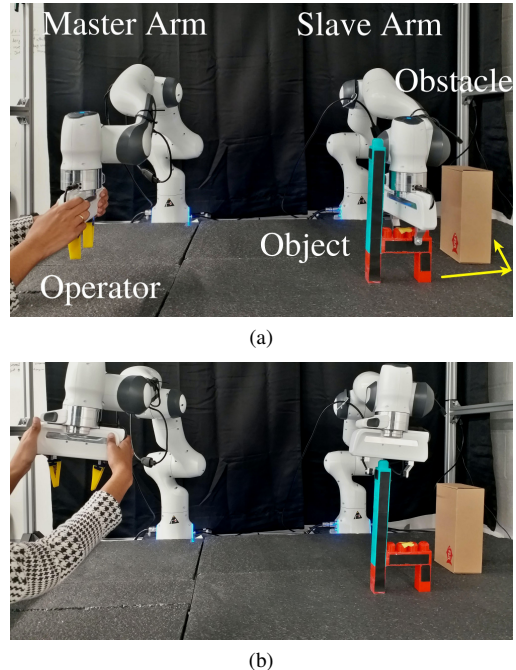 Master Arm
Slave Arm
Obstacle
Object
Operator
(a)
(b)